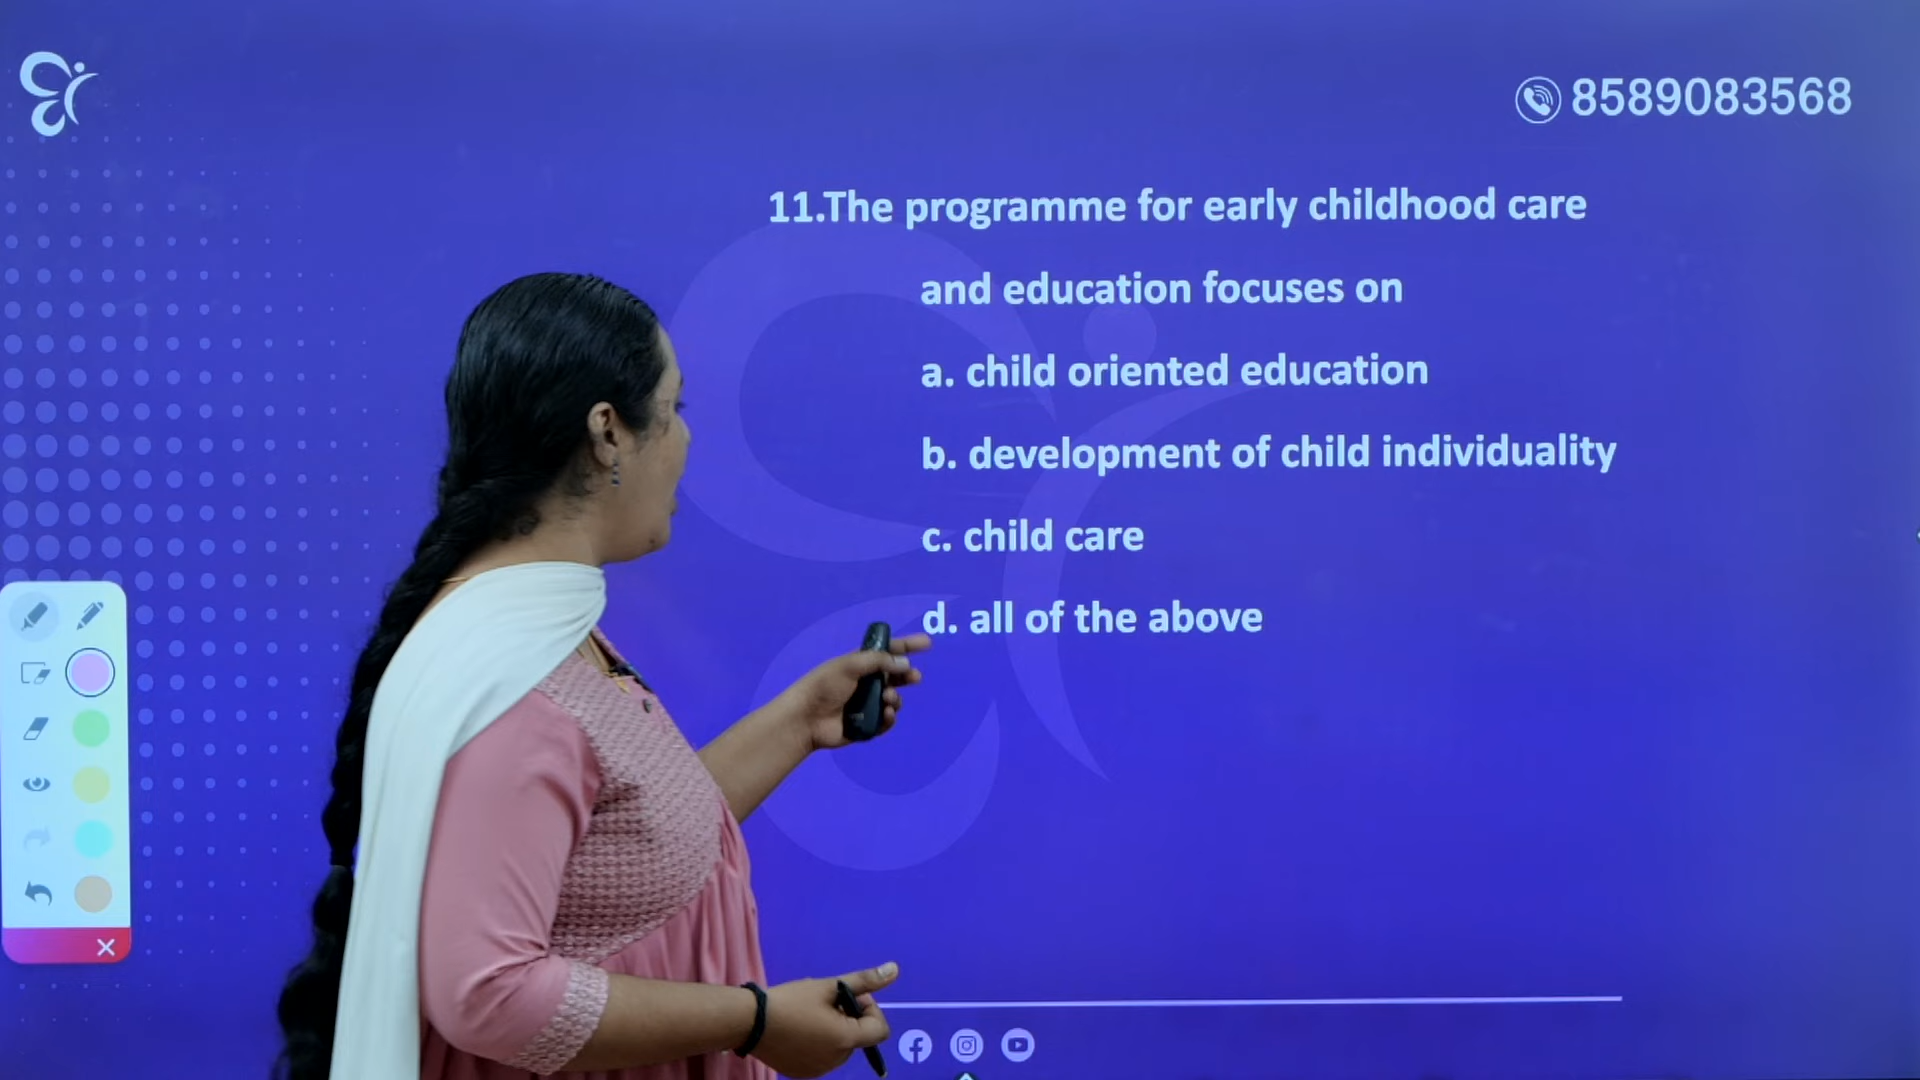 8589083568
11.The programme for early childhood care
and education focuses on
a. child oriented education
b. development of child individuality
c. child care
d. all of the above